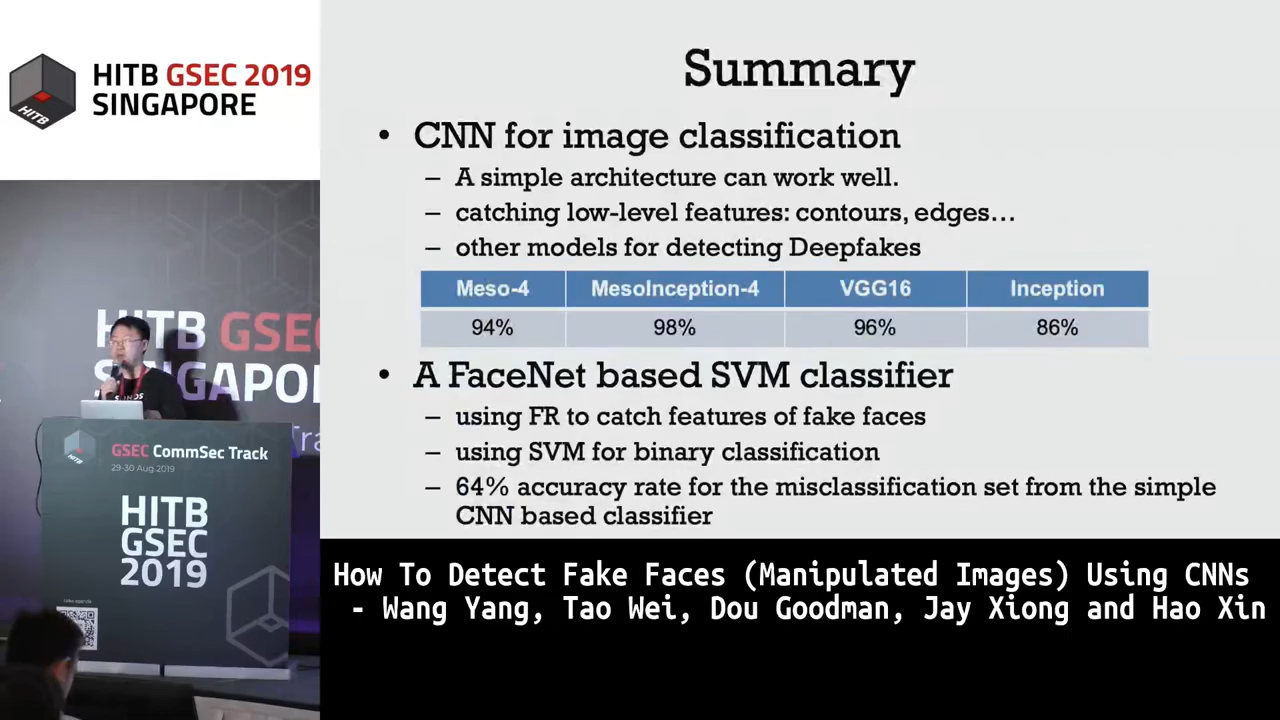 HITB GSEC 2019
SINGAPORE
HITB
Summary
• CNN for image classification
– A simple architecture can work well.
– catching low-level features: contours, edges…
– other models for detecting Deepfakes
Meso-4 MesoInception-4 VGG16 Inception
94% 98% 96% 86%
• A FaceNet based SVM classifier
– using FR to catch features of fake faces
– using SVM for binary classification
– 64% accuracy rate for the misclassification set from the simple
CNN based classifier
HITB GSEC
SINGAPO
GSEC CommSec Track
29-30 Aug 2019
HITB
HITB
GSEC
2019
How To Detect Fake Faces (Manipulated Images) Using CNNs
- Wang Yang, Tao Wei, Dou Goodman, Jay Xiong and Hao Xin